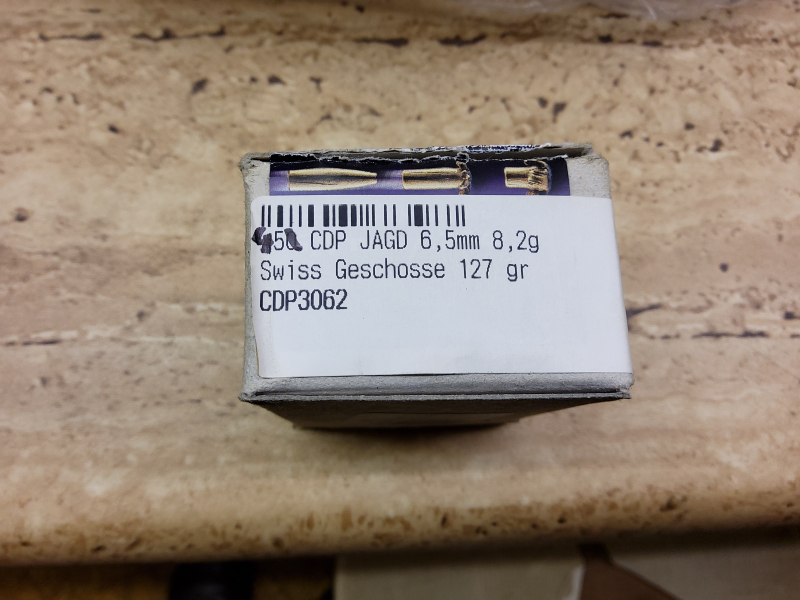 CDP JAGD 6,5mm 8,2g
Swiss Geschosse 127 gr
CDP3062